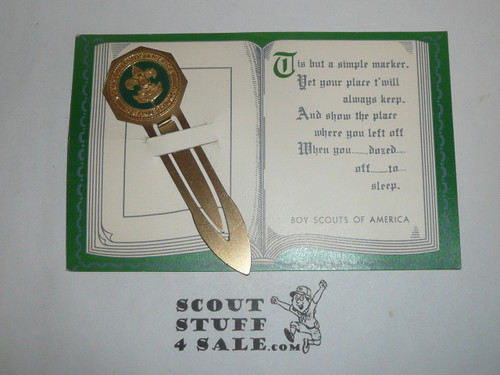 Tis but a simple marker.
Yet your place t'will
always keep.
And show the place
where you left off
When you......dozed......
off......to......
sleep.
BOY SCOUTS OF AMERICA
SCOUT
STUFF
4 SALE.com